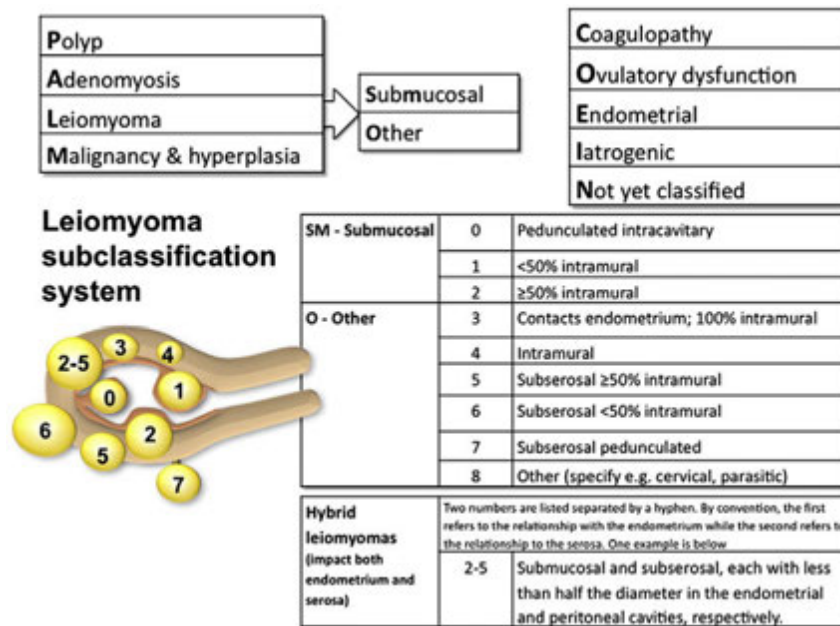 Polyp
Adenomyosis
Leiomyoma
Malignancy & hyperplasia
Submucosal
Other
Coagulopathy
Ovulatory dysfunction
Endometrial
Iatrogenic
Not yet classified
Leiomyoma
subclassification
system
SM - Submucosal
0
Pedunculated intracavitary
1
<50% intramural
2
≥50% intramural
O - Other
3
Contacts endometrium; 100% intramural
4
Intramural
5
Subserosal ≥50% intramural
6
Subserosal <50% intramural
7
Subserosal pedunculated
8
Other (specify e.g. cervical, parasitic)
Hybrid
leiomyomas
(impact both
endometrium and
serosa)
Two numbers are listed separated by a hyphen. By convention, the first
refers to the relationship with the endometrium while the second refers to
the relationship to the serosa. One example is below
2-5
Submucosal and subserosal, each with less
than half the diameter in the endometrial
and peritoneal cavities, respectively.
3
4
2-5
0
1
6
2
5
7